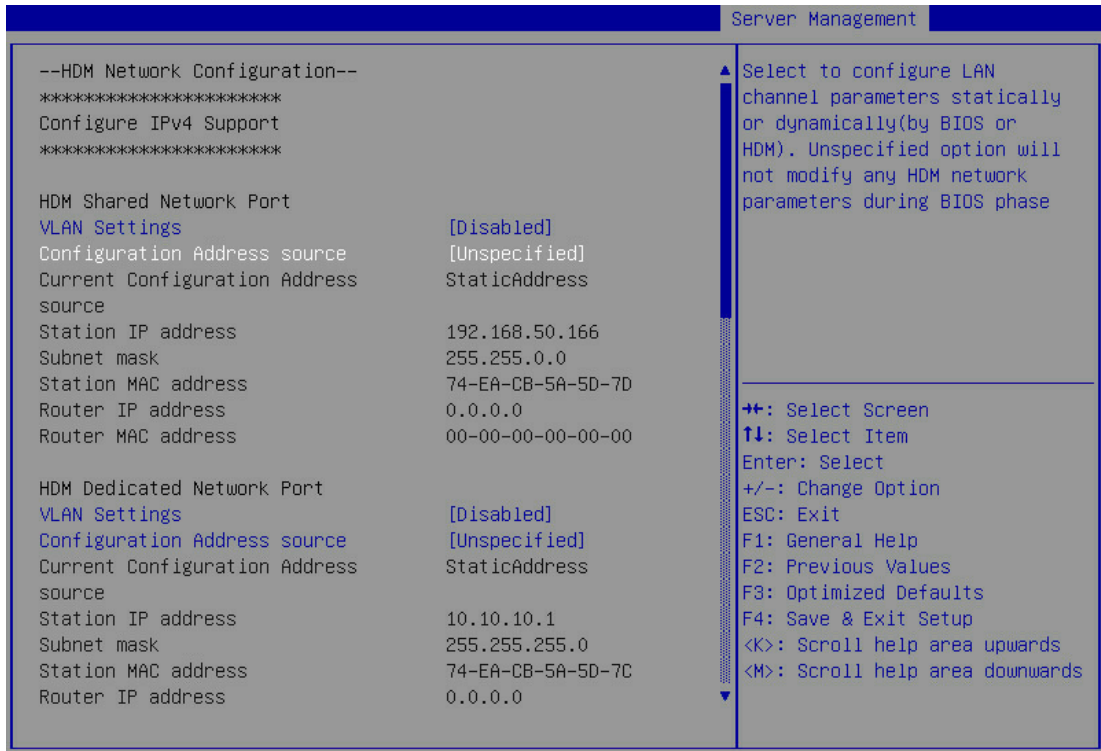 Server Management
--HDM Network Configuration--
**********************
Configure IPv4 Support
**********************
HDM Shared Network Port
VLAN Settings [Disabled]
Configuration Address source [Unspecified]
Current Configuration Address StaticAddress
source
Station IP address 192.168.50.166
Subnet mask 255.255.0.0
Station MAC address 74-EA-CB-5A-5D-7D
Router IP address 0.0.0.0
Router MAC address 00-00-00-00-00-00
HDM Dedicated Network Port
VLAN Settings [Disabled]
Configuration Address source [Unspecified]
Current Configuration Address StaticAddress
source
Station IP address 10.10.10.1
Subnet mask 255.255.255.0
Station MAC address 74-EA-CB-5A-5D-7C
Router IP address 0.0.0.0
Select to configure LAN
channel parameters statically
or dynamically(by BIOS or
HDM). Unspecified option will
not modify any HDM network
parameters during BIOS phase
→←: Select Screen
↑↓: Select Item
Enter: Select
+/-: Change Option
ESC: Exit
F1: General Help
F2: Previous Values
F3: Optimized Defaults
F4: Save & Exit Setup
<K>: Scroll help area upwards
<M>: Scroll help area downwards